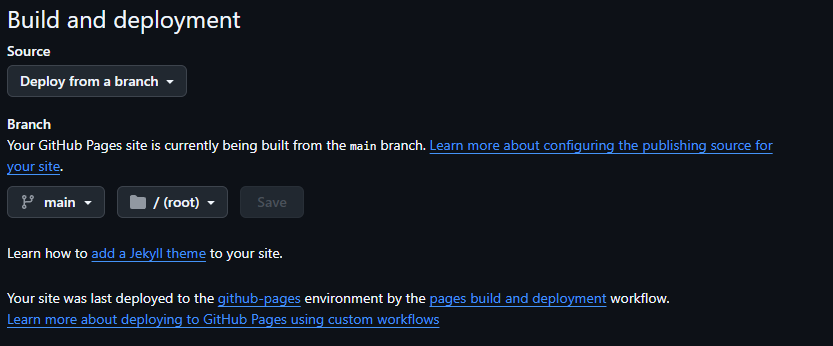 Build and deployment
Source
Deploy from a branch
Branch
Your GitHub Pages site is currently being built from the main branch. Learn more about configuring the publishing source for
your site.
main / (root) Save
Learn how to add a Jekyll theme to your site.
Your site was last deployed to the github-pages environment by the pages build and deployment workflow.
Learn more about deploying to GitHub Pages using custom workflows